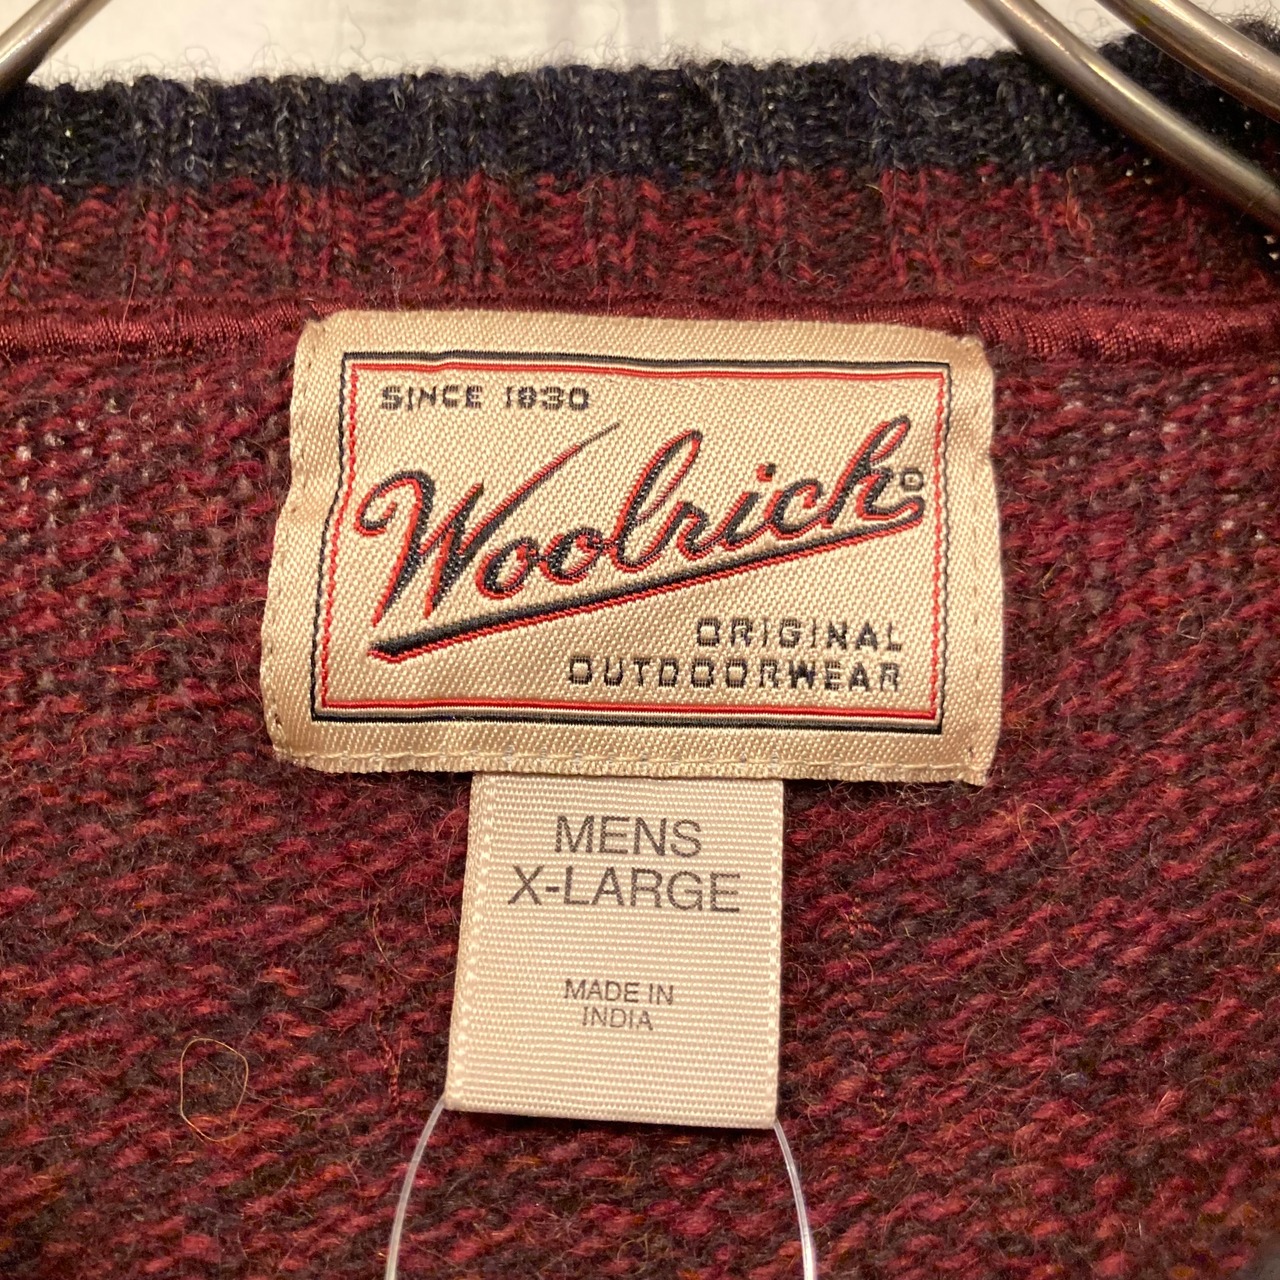 SINCE 1830
Woolrich®
ORIGINAL
OUTDOORWEAR
MENS
X-LARGE
MADE IN
INDIA